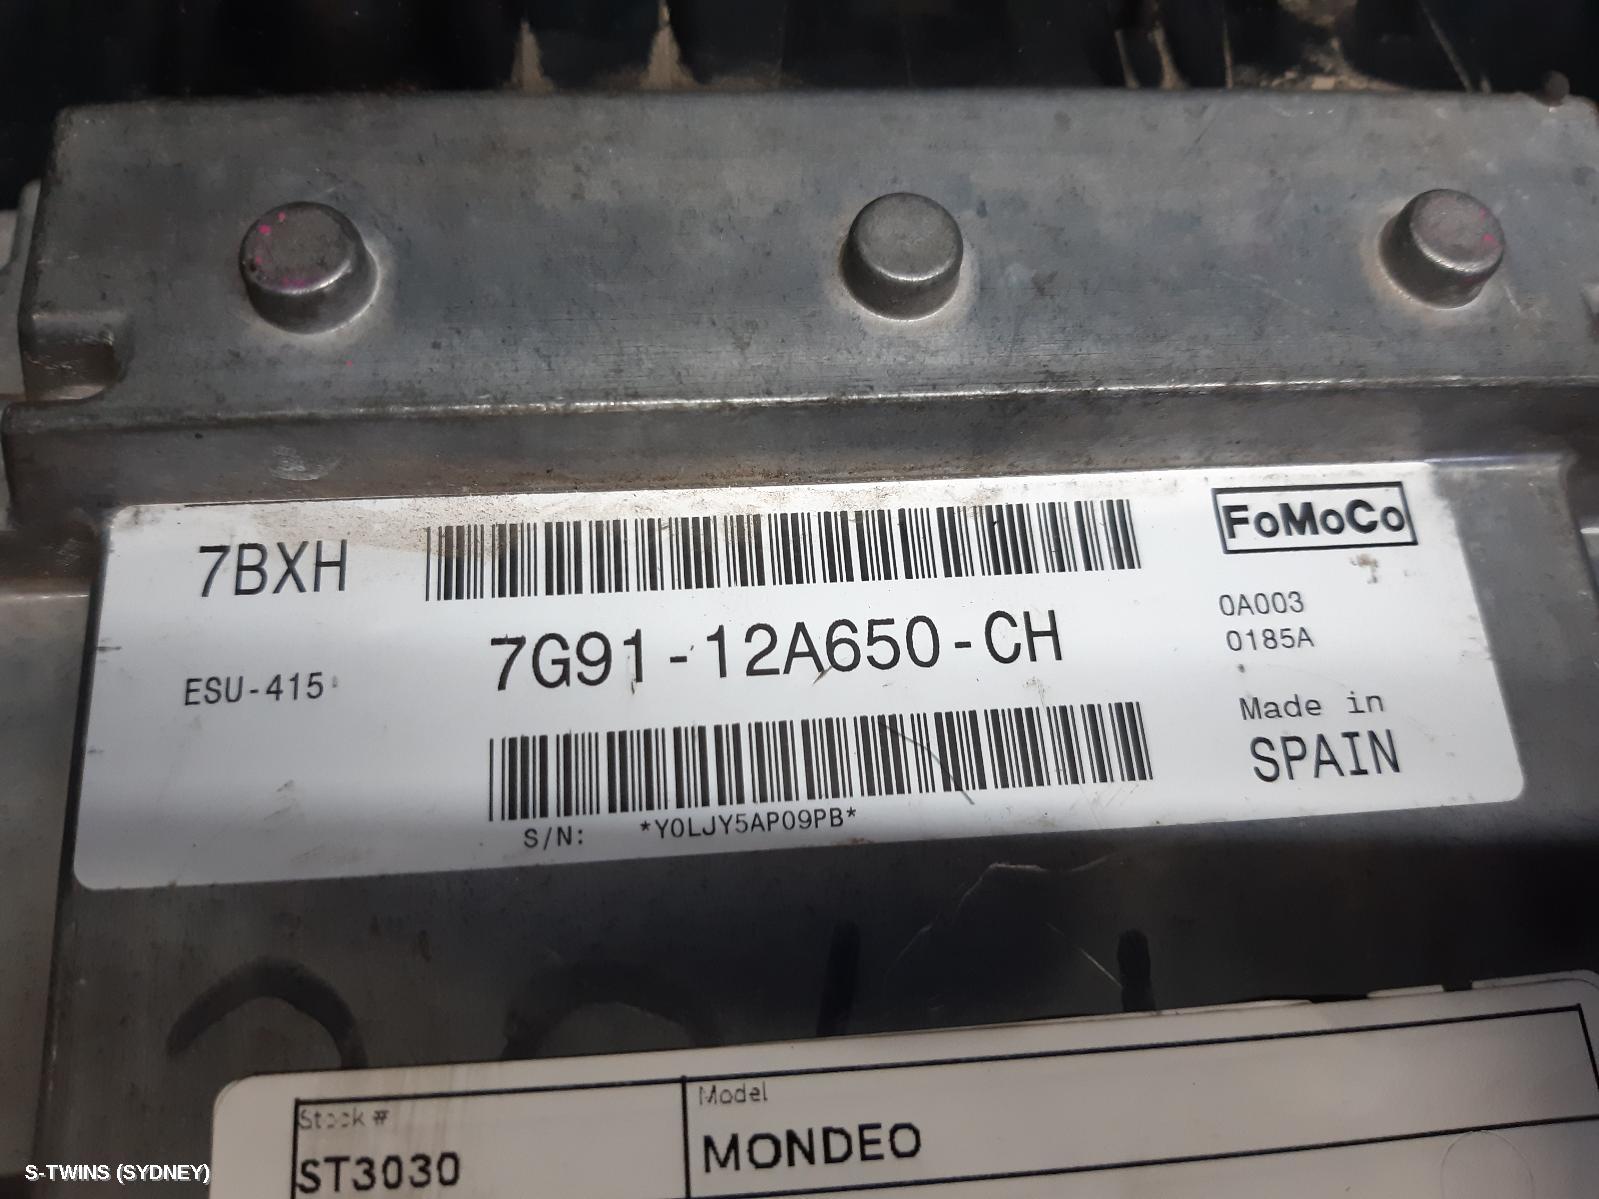 7BXH
FoMoCo
0A003
7G91-12A650-CH
0185A
ESU-415
Made in
SPAIN
S/N: *Y0LJY5AP09PB*
Stock #
Model
ST3030
MONDEO
S-TWINS (SYDNEY)